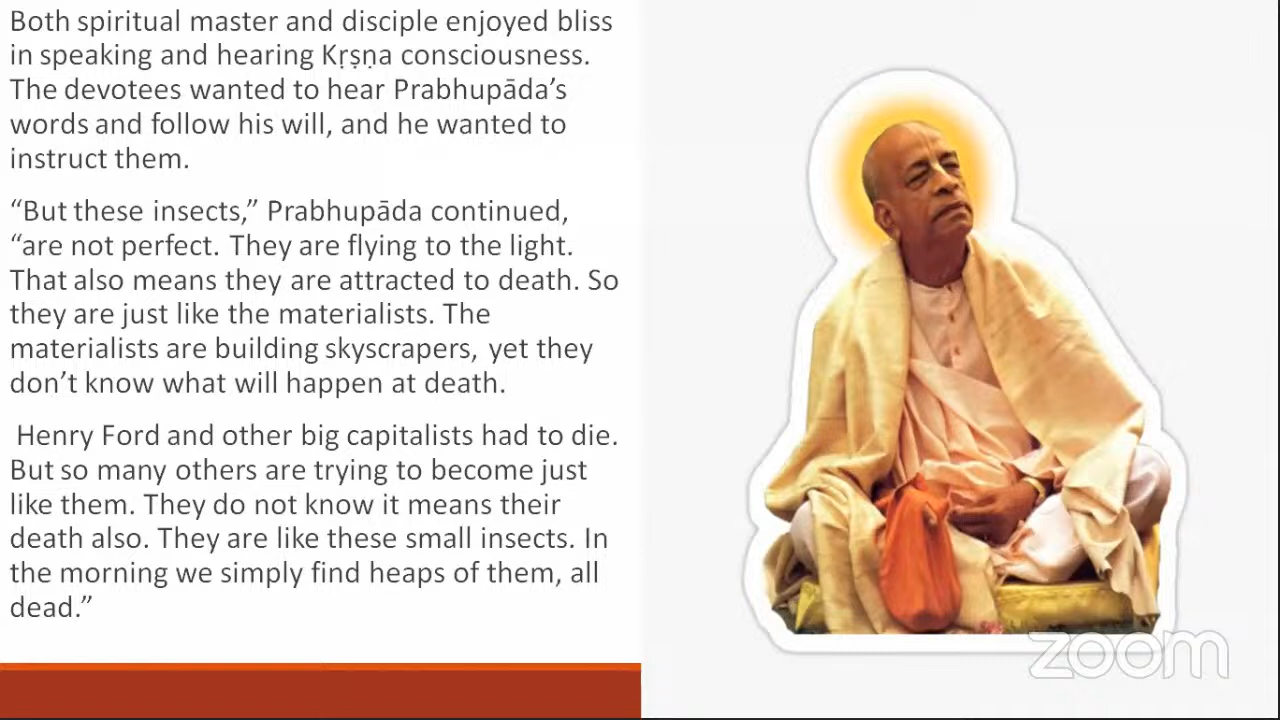 Both spiritual master and disciple enjoyed bliss
in speaking and hearing Kṛṣṇa consciousness.
The devotees wanted to hear Prabhupāda’s
words and follow his will, and he wanted to
instruct them.
“But these insects,” Prabhupāda continued,
“are not perfect. They are flying to the light.
That also means they are attracted to death. So
they are just like the materialists. The
materialists are building skyscrapers, yet they
don’t know what will happen at death.
Henry Ford and other big capitalists had to die.
But so many others are trying to become just
like them. They do not know it means their
death also. They are like these small insects. In
the morning we simply find heaps of them, all
dead.”
zoom